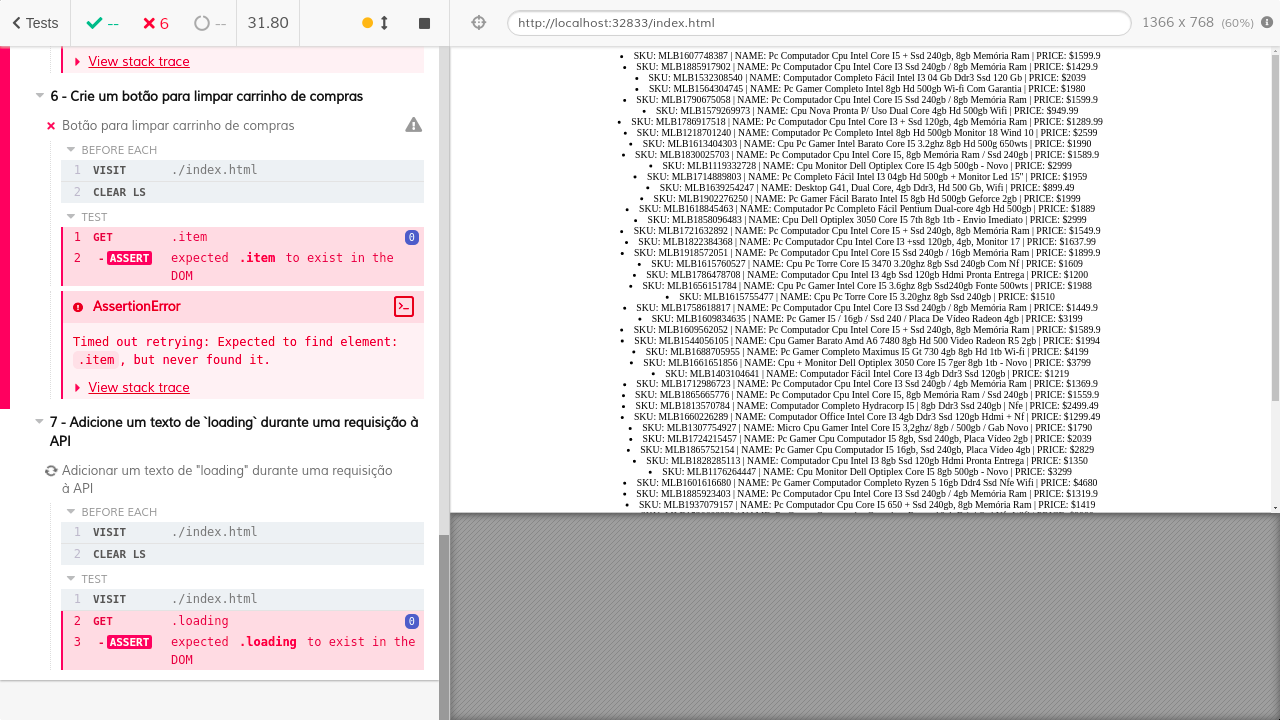 Tests
--
6
--
31.80
http://localhost:32833/index.html
1366 x 768 (60%)
View stack trace
6 - Crie um botão para limpar carrinho de compras
Botão para limpar carrinho de compras
BEFORE EACH
1 VISIT ./index.html
2 CLEAR LS
TEST
1 GET .item 0
2 - ASSERT expected .item to exist in the
DOM
AssertionError
Timed out retrying: Expected to find element:
.item, but never found it.
View stack trace
7 - Adicione um texto de `loading` durante uma requisição à
API
Adicionar um texto de "loading" durante uma requisição
à API
BEFORE EACH
1 VISIT ./index.html
2 CLEAR LS
TEST
1 VISIT ./index.html
2 GET .loading 0
3 - ASSERT expected .loading to exist in the
DOM
SKU: MLB1607748387 | NAME: Pc Computador Cpu Intel Core I5 + Ssd 240gb, 8gb Memória Ram | PRICE: $1599.9
SKU: MLB1885917902 | NAME: Pc Computador Cpu Intel Core I3 Ssd 240gb / 8gb Memória Ram | PRICE: $1429.9
SKU: MLB1532308540 | NAME: Computador Completo Fácil Intel I3 04 Gb Ddr3 Ssd 120 Gb | PRICE: $2039
SKU: MLB1564304745 | NAME: Pc Gamer Completo Intel 8gb Hd 500gb Wi-fi Com Garantia | PRICE: $1980
SKU: MLB1790675058 | NAME: Pc Computador Cpu Intel Core I5 Ssd 240gb / 8gb Memória Ram | PRICE: $1599.9
SKU: MLB1579269973 | NAME: Cpu Nova Pronta P/ Uso Dual Core 4gb Wifi | PRICE: $949.99
SKU: MLB1786917518 | NAME: Pc Computador Cpu Intel Core I3 + Ssd 120gb, 4gb Memória Ram | PRICE: $1289.99
SKU: MLB1218701240 | NAME: Computador Pc Completo Intel 8gb Hd 500gb Monitor 18 Wind 10 | PRICE: $2599
SKU: MLB1613404303 | NAME: Cpu Pc Gamer Intel Barato Core I5 3.2ghz 8gb Hd 500g 650wts | PRICE: $1990
SKU: MLB1830025703 | NAME: Pc Computador Cpu Intel Core I5, 8gb Memória Ram / Ssd 240gb | PRICE: $1589.9
SKU: MLB1119332728 | NAME: Cpu Monitor Dell Optiplex Core I5 4gb 500gb - Novo | PRICE: $2999
SKU: MLB1714889803 | NAME: Pc Completo Fácil Intel I3 04gb Hd 500gb + Monitor Led 15" | PRICE: $1959
SKU: MLB1639254247 | NAME: Desktop G41, Dual Core, 4gb Ddr3, Hd 500 Gb, Wifi | PRICE: $899.49
SKU: MLB1902276250 | NAME: Pc Gamer Fácil Barato Intel I5 8gb Hd 500gb Geforce 2gb | PRICE: $1999
SKU: MLB1618845463 | NAME: Computador Pc Completo Fácil Pentium Dual-core 4gb Hd 500gb | PRICE: $1889
SKU: MLB1858096483 | NAME: Cpu Dell Optiplex 3050 Core I5 7th 8gb 1tb - Envio Imediato | PRICE: $2999
SKU: MLB1721632892 | NAME: Pc Computador Cpu Intel Core I5 + Ssd 240gb, 8gb Memória Ram | PRICE: $1549.9
SKU: MLB1822384368 | NAME: Pc Computador Cpu Intel Core I3 +ssd 120gb, 4gb, Monitor 17 | PRICE: $1637.99
SKU: MLB1918572051 | NAME: Pc Computador Cpu Intel Core I5 Ssd 240gb / 16gb Memória Ram | PRICE: $1899.9
SKU: MLB1615760527 | NAME: Cpu Pc Torre Core I5 3470 3.20ghz 8gb Ssd 240gb Com Nf | PRICE: $1609
SKU: MLB1786478708 | NAME: Computador Cpu Intel Core I3 4gb Ssd 120gb Hdmi Pronta Entrega | PRICE: $1200
SKU: MLB1656151784 | NAME: Cpu Pc Gamer Intel Core I5 3.6ghz 8gb Ssd240gb Fonte 500wts | PRICE: $1988
SKU: MLB1615755477 | NAME: Cpu Pc Torre Core I5 3.20ghz 8gb Ssd 240gb | PRICE: $1510
SKU: MLB1758618817 | NAME: Pc Computador Cpu Intel Core I3 Ssd 240gb / 8gb Memória Ram | PRICE: $1449.9
SKU: MLB1609834635 | NAME: Pc Gamer I5 / 16gb / Ssd 240 / Placa De Vídeo Radeon 4gb | PRICE: $3199
SKU: MLB1609562052 | NAME: Pc Computador Cpu Intel Core I5 + Ssd 240gb, 8gb Memória Ram | PRICE: $1589.9
SKU: MLB1544056105 | NAME: Cpu Gamer Barato Amd A6 7480 8gb Hd 500 Video Radeon R5 2gb | PRICE: $1994
SKU: MLB1688705955 | NAME: Pc Gamer Completo Maximus I5 Gt 730 4gb 8gb Hd 1tb Wi-fi | PRICE: $4199
SKU: MLB1661651856 | NAME: Cpu + Monitor Dell Optiplex 3050 Core I5 7ger 8gb 1tb - Novo | PRICE: $3799
SKU: MLB1403104641 | NAME: Computador Fácil Intel Core I3 4gb Ddr3 Ssd 120gb | PRICE: $1219
SKU: MLB1712986723 | NAME: Pc Computador Cpu Intel Core I3 Ssd 240gb / 4gb Memória Ram | PRICE: $1369.9
SKU: MLB1865665776 | NAME: Pc Computador Cpu Intel Core I5, 8gb Memória Ram / Ssd 240gb | PRICE: $1559.9
SKU: MLB1813570784 | NAME: Computador Completo Hydracorp I5 | 8gb Ddr3 Ssd 240gb | Nfe | PRICE: $2499.49
SKU: MLB1660226289 | NAME: Computador Office Intel Core I3 4gb Ddr3 Ssd 120gb Hdmi + Nf | PRICE: $1299.49
SKU: MLB1307754927 | NAME: Micro Cpu Gamer Intel Core I5 3,2ghz/ 8gb / 500gb / Gab Novo | PRICE: $1790
SKU: MLB1724215457 | NAME: Pc Gamer Cpu Computador I5 8gb, Ssd 240gb, Placa Vídeo 2gb | PRICE: $2039
SKU: MLB1865752154 | NAME: Pc Gamer Cpu Computador I5 16gb, Ssd 240gb, Placa Vídeo 4gb | PRICE: $2829
SKU: MLB1828285113 | NAME: Pc Computador Cpu Intel I3 8gb Ssd 120gb Hdmi Pronta Entrega | PRICE: $1350
SKU: MLB1176264447 | NAME: Cpu Monitor Dell Optiplex Core I5 8gb 500gb - Novo | PRICE: $3299
SKU: MLB1601616680 | NAME: Pc Gamer Computador Completo Ryzen 5 16gb Ddr4 Ssd Nfe Wifi | PRICE: $4680
SKU: MLB1885923403 | NAME: Pc Computador Cpu Intel Core I3 Ssd 240gb / 4gb Memória Ram | PRICE: $1319.9
SKU: MLB1937079157 | NAME: Pc Computador Cpu Core I5 650 + Ssd 240gb, 8gb Memória Ram | PRICE: $1419